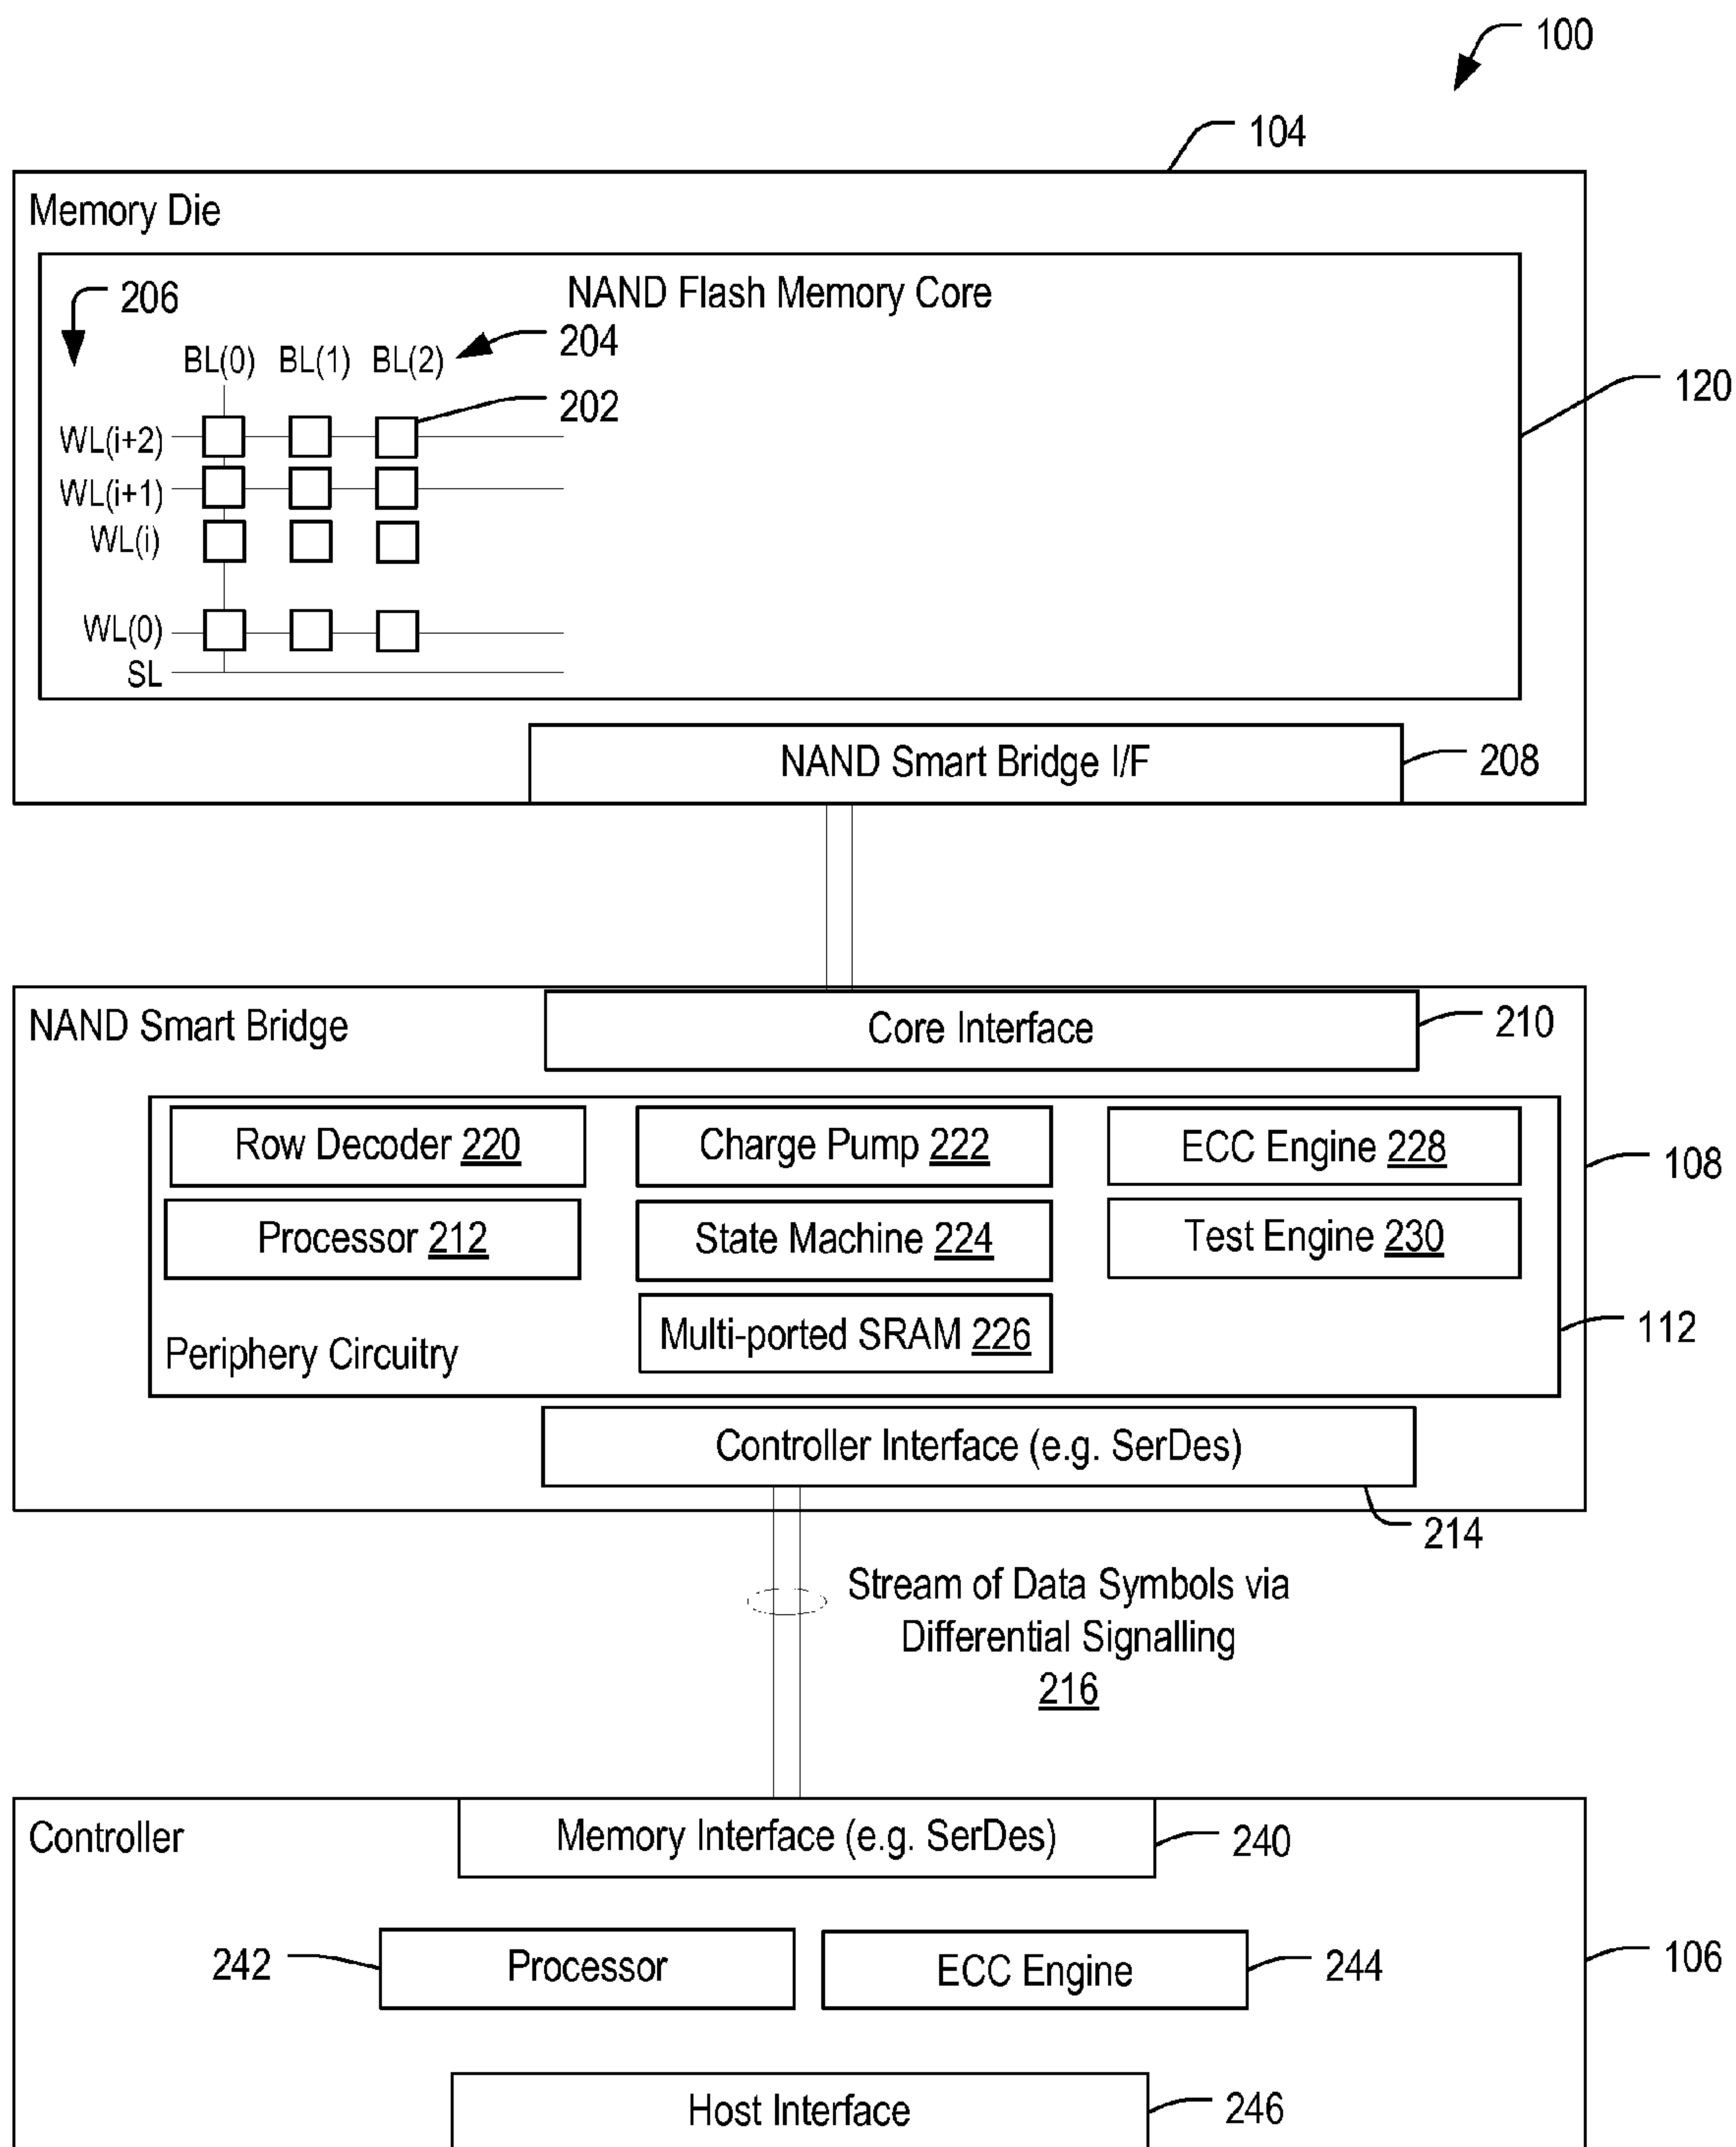 100
104
Memory Die
206
NAND Flash Memory Core
204
BL(0) BL(1) BL(2)
120
202
WL(i+2)
WL(i+1)
WL(i)
WL(0)
SL
NAND Smart Bridge I/F
208
NAND Smart Bridge
Core Interface
210
Row Decoder 220
Charge Pump 222
ECC Engine 228
108
Processor 212
State Machine 224
Test Engine 230
Multi-ported SRAM 226
112
Periphery Circuitry
Controller Interface (e.g. SerDes)
214
Stream of Data Symbols via
Differential Signalling
216
Controller
Memory Interface (e.g. SerDes)
240
242
Processor
ECC Engine
244
106
Host Interface
246